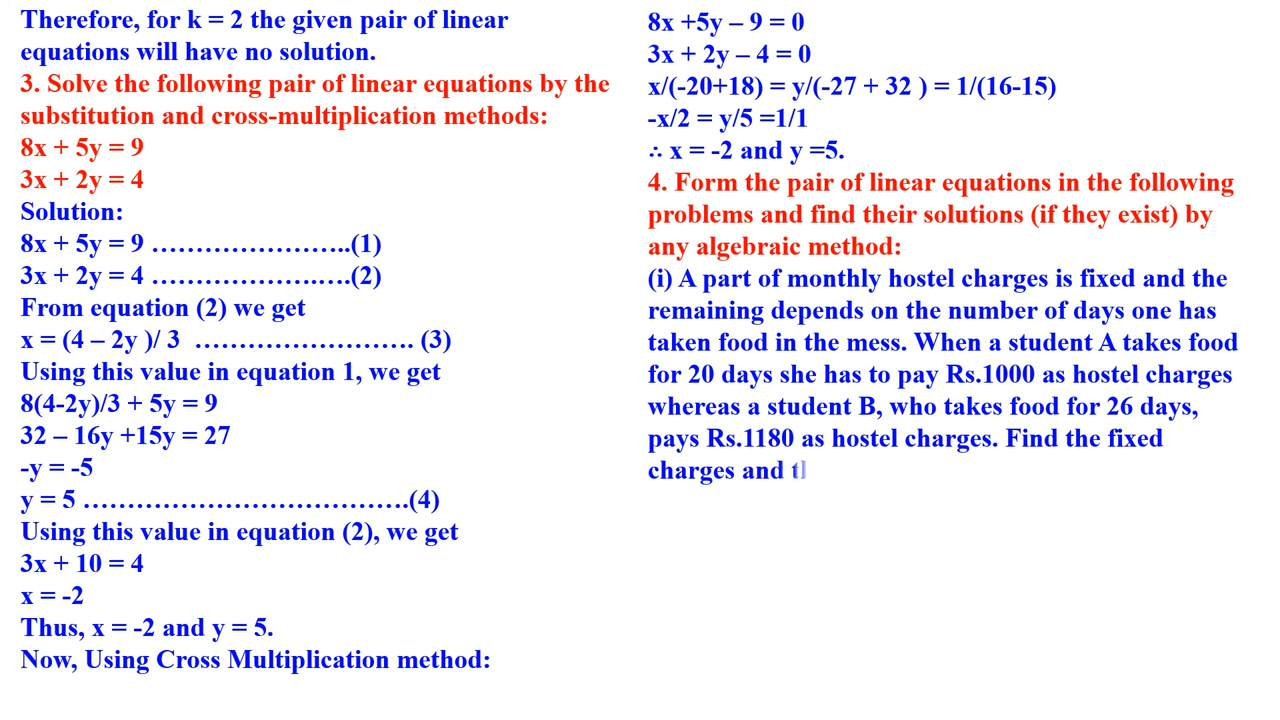 Therefore, for k = 2 the given pair of linear
equations will have no solution.
3. Solve the following pair of linear equations by the
substitution and cross-multiplication methods:
8x + 5y = 9
3x + 2y = 4
Solution:
8x + 5y = 9 …………………..(1)
3x + 2y = 4 ……………….….(2)
From equation (2) we get
x = (4 – 2y )/ 3 ……………………. (3)
Using this value in equation 1, we get
8(4-2y)/3 + 5y = 9
32 – 16y +15y = 27
-y = -5
y = 5 ……………………………….(4)
Using this value in equation (2), we get
3x + 10 = 4
x = -2
Thus, x = -2 and y = 5.
Now, Using Cross Multiplication method:
8x +5y – 9 = 0
3x + 2y – 4 = 0
x/(-20+18) = y/(-27 + 32 ) = 1/(16-15)
-x/2 = y/5 =1/1
∴ x = -2 and y =5.
4. Form the pair of linear equations in the following
problems and find their solutions (if they exist) by
any algebraic method:
(i) A part of monthly hostel charges is fixed and the
remaining depends on the number of days one has
taken food in the mess. When a student A takes food
for 20 days she has to pay Rs.1000 as hostel charges
whereas a student B, who takes food for 26 days,
pays Rs.1180 as hostel charges. Find the fixed
charges and